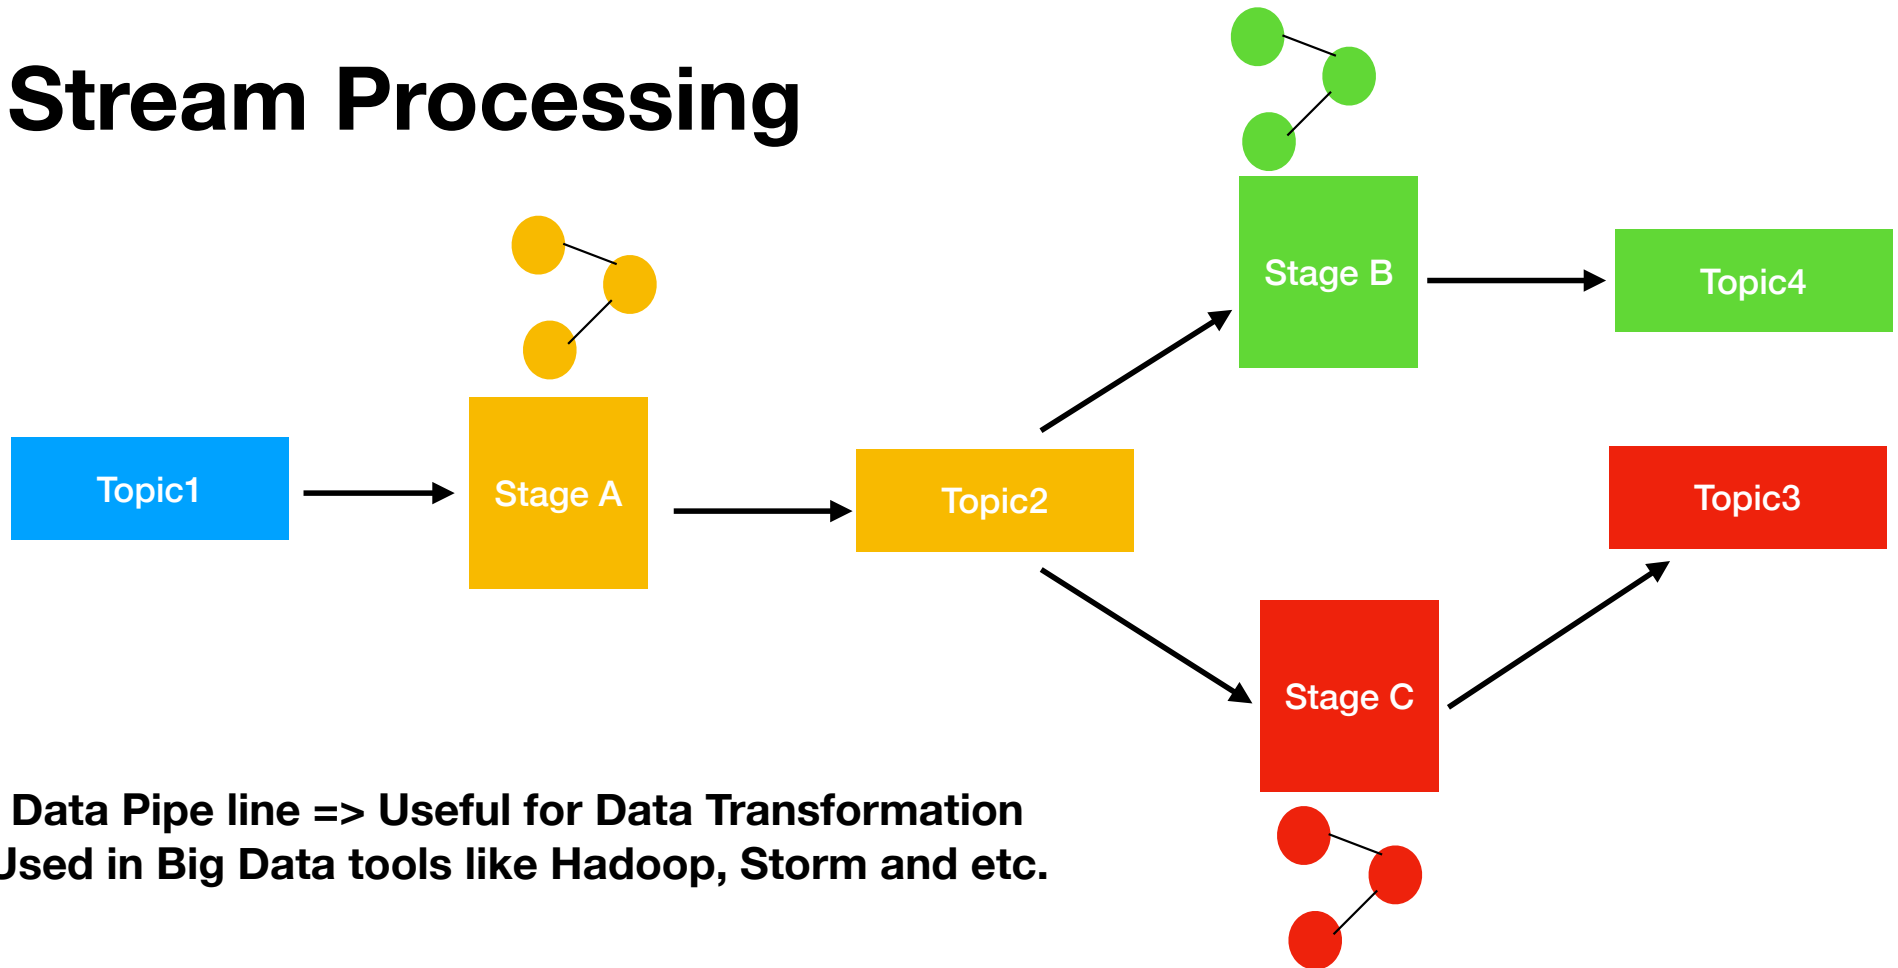 Stream Processing
Stage B
Topic4
Topic1
Stage A
Topic2
Topic3
Stage C
Data Pipe line => Useful for Data Transformation
Used in Big Data tools like Hadoop, Storm and etc.